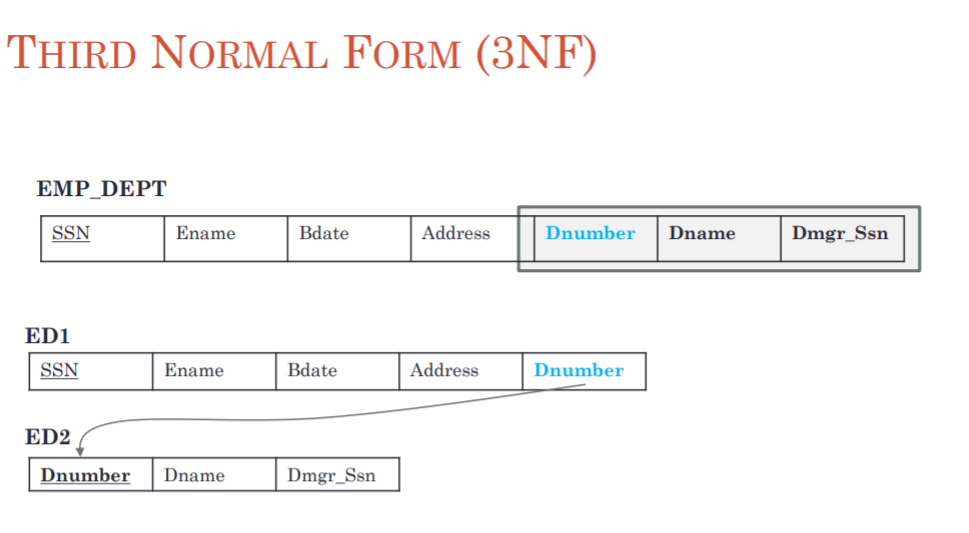 THIRD NORMAL FORM (3NF)
EMP_DEPT
SSN Ename Bdate Address Dnumber Dname Dmgr_Ssn
ED1
SSN Ename Bdate Address Dnumber
ED2
Dnumber Dname Dmgr_Ssn